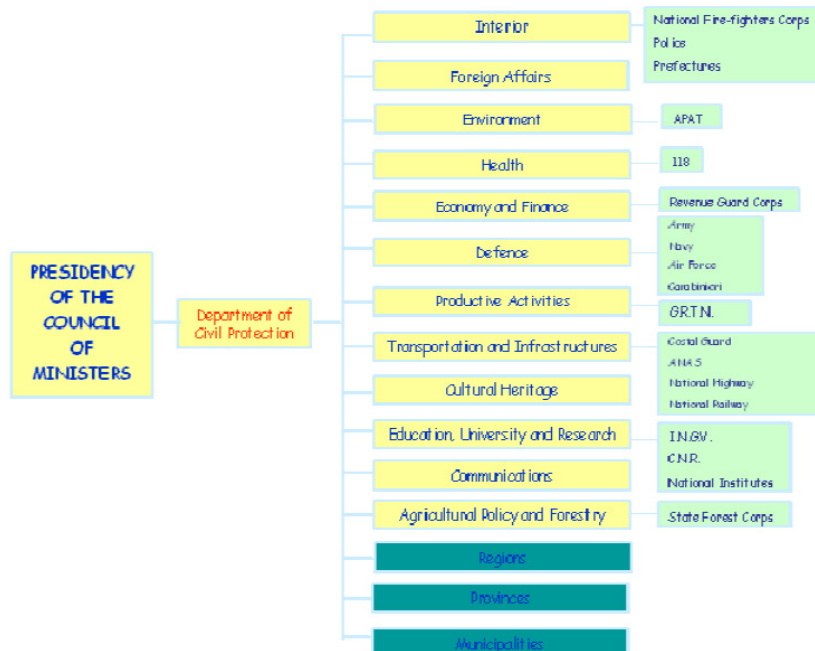 PRESIDENCY
OF THE
COUNCIL
OF
MINISTERS
Department of
Civil Protection
Interior
National Fire-fighters Corps
Police
Prefectures
Foreign Affairs
Environment
APAT
Health
118
Economy and Finance
Revenue Guard Corps
Defence
Army
Navy
Air Force
Carabinieri
Productive Activities
G.R.T.N.
Transportation and Infrastructures
Costal Guard
ANAS
National Highway
National Railway
Cultural Heritage
Education, University and Research
I.N.G.V.
C.N.R.
National Institutes
Communications
Agricultural Policy and Forestry
State Forest Corps
Regions
Provinces
Municipalities